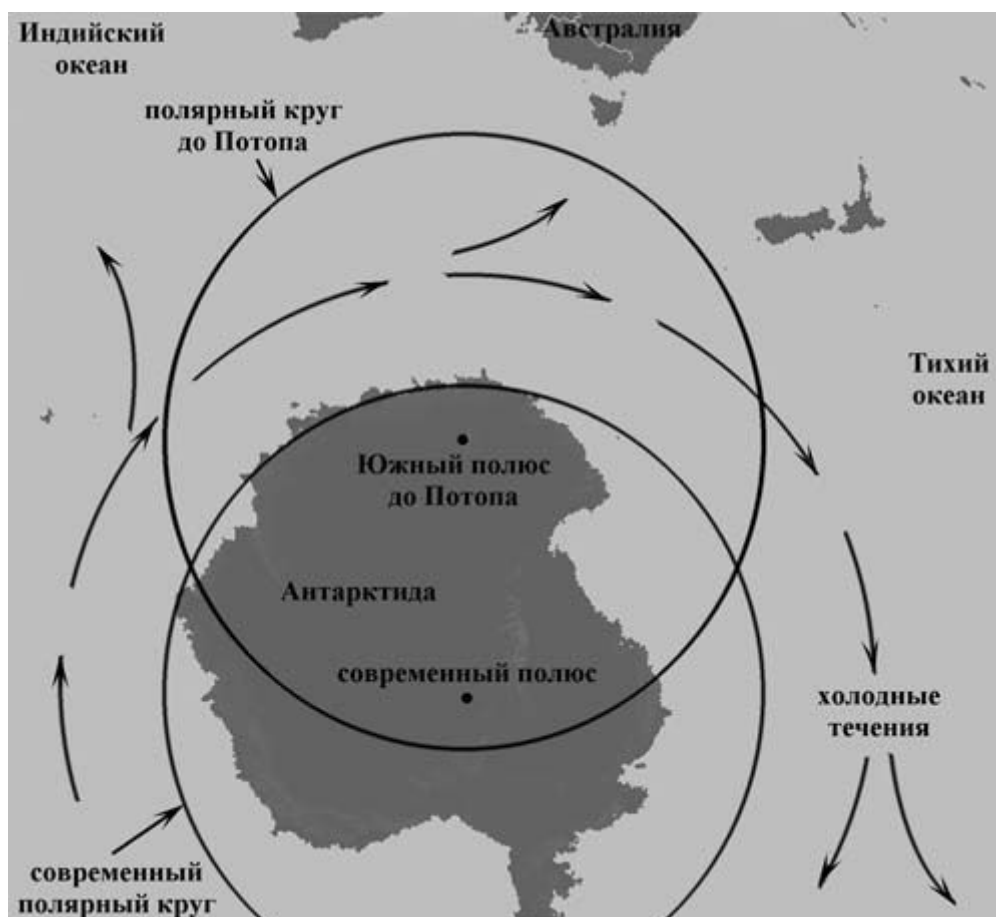 Индийский
океан
Австралия
полярный круг
до Потопа
Тихий
океан
Южный полюс
до Потопа
Антарктида
современный полюс
холодные
течения
современный
полярный круг